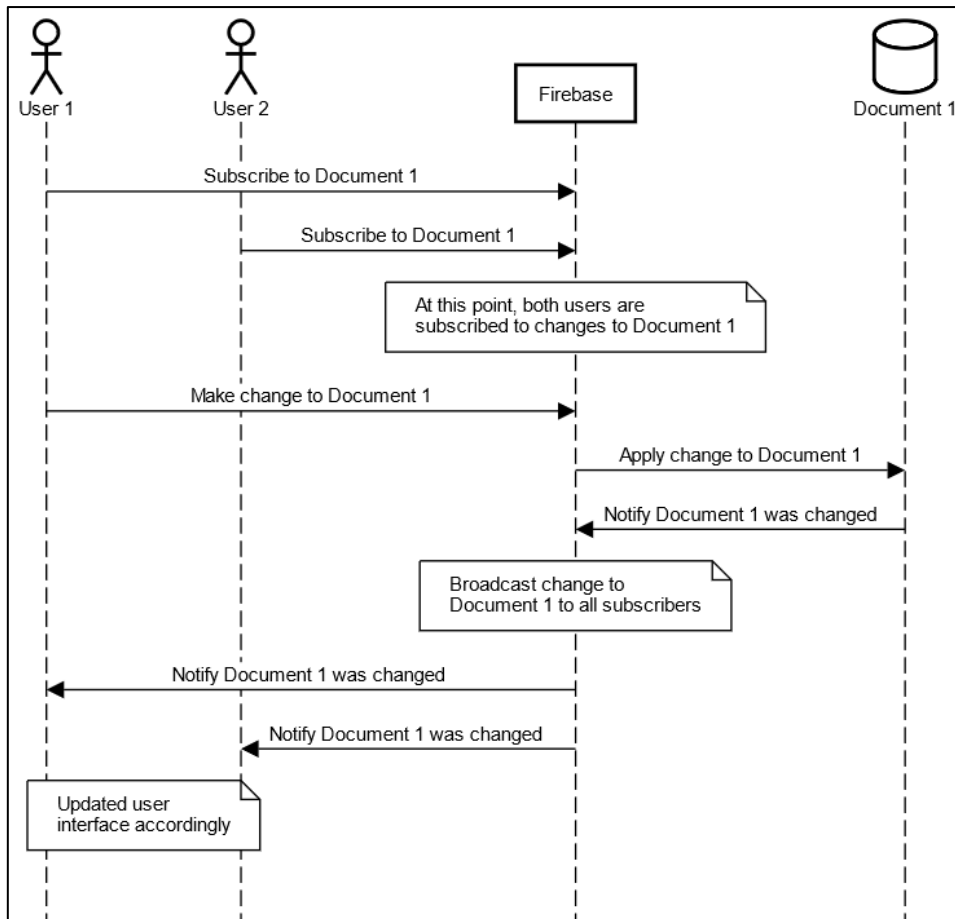 User 1
User 2
Firebase
Document 1
Subscribe to Document 1
Subscribe to Document 1
At this point, both users are
subscribed to changes to Document 1
Make change to Document 1
Apply change to Document 1
Notify Document 1 was changed
Broadcast change to
Document 1 to all subscribers
Notify Document 1 was changed
Notify Document 1 was changed
Updated user
interface accordingly